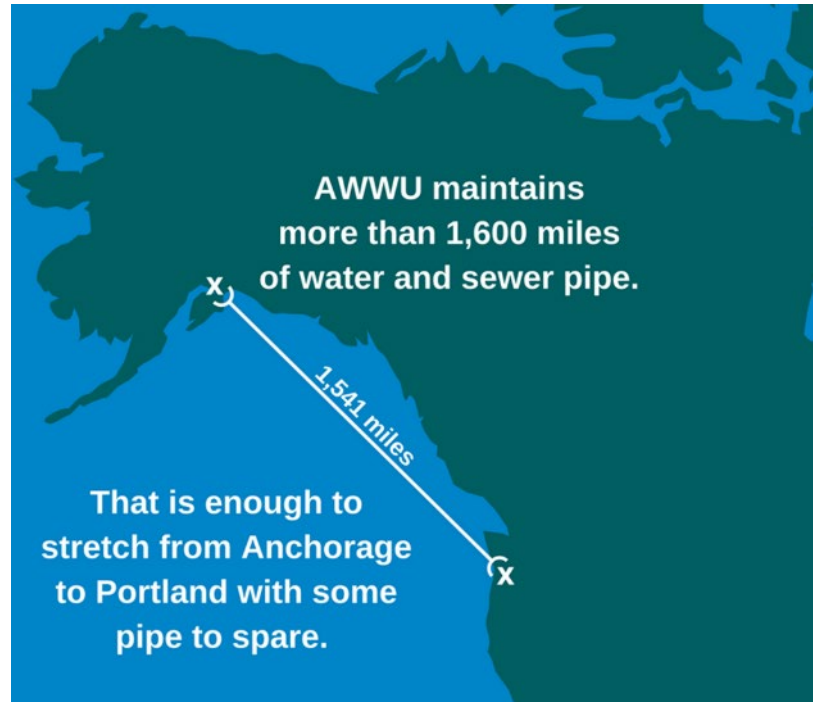 AWWU maintains
more than 1,600 miles
of water and sewer pipe.
x
1,541 miles
That is enough to
stretch from Anchorage
to Portland with some
pipe to spare.
x